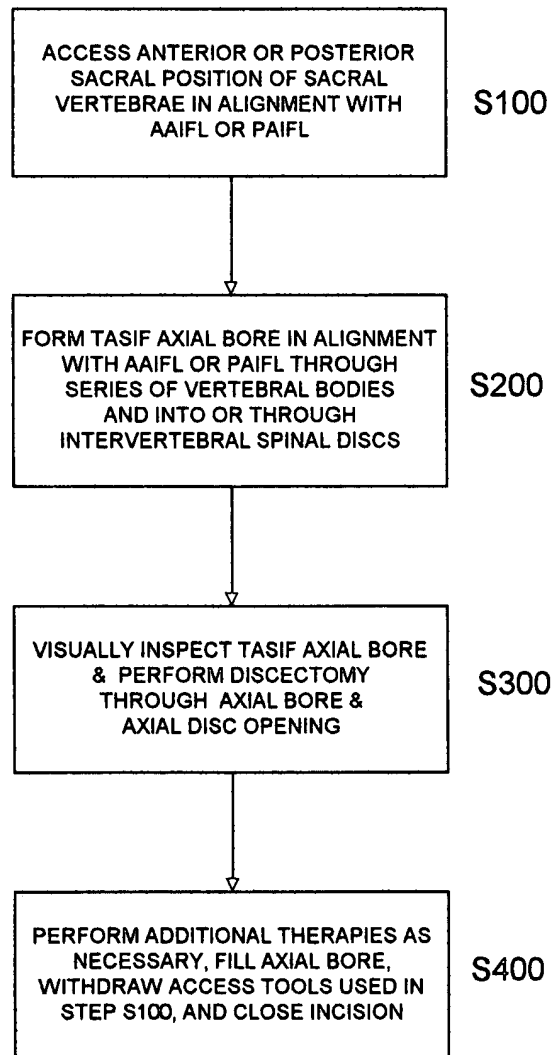 ACCESS ANTERIOR OR POSTERIOR
SACRAL POSITION OF SACRAL
VERTEBRAE IN ALIGNMENT WITH
AAIFL OR PAIFL
S100
FORM TASIF AXIAL BORE IN ALIGNMENT
WITH AAIFL OR PAIFL THROUGH
SERIES OF VERTEBRAL BODIES
AND INTO OR THROUGH
INTERVERTEBRAL SPINAL DISCS
S200
VISUALLY INSPECT TASIF AXIAL BORE
& PERFORM DISCECTOMY
THROUGH AXIAL BORE &
AXIAL DISC OPENING
S300
PERFORM ADDITIONAL THERAPIES AS
NECESSARY, FILL AXIAL BORE,
WITHDRAW ACCESS TOOLS USED IN
STEP S100, AND CLOSE INCISION
S400